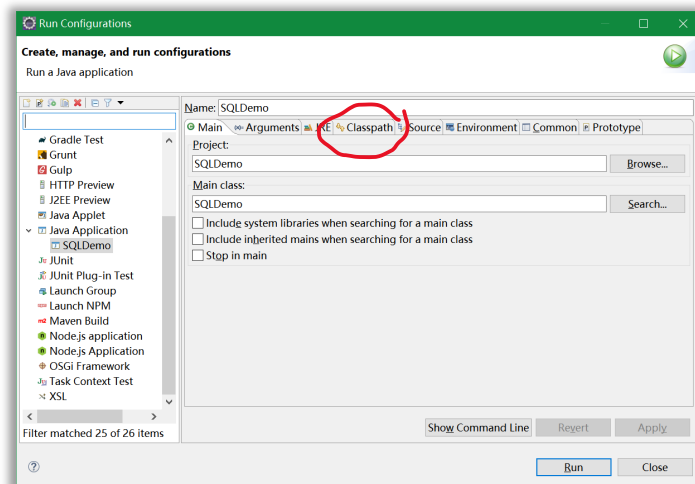 Run Configurations
Create, manage, and run configurations
Run a Java application
Name: SQLDemo
Main Arguments JRE Classpath Source Environment Common Prototype
Project:
SQLDemo
Browse...
Main class:
SQLDemo
Search...
Include system libraries when searching for a main class
Include inherited mains when searching for a main class
Stop in main
Gradle Test
Grunt
Gulp
HTTP Preview
J2EE Preview
Java Applet
Java Application
SQLDemo
JUnit
JUnit Plug-in Test
Launch Group
Launch NPM
Maven Build
Node.js application
Node.js Application
OSGi Framework
Task Context Test
XSL
Filter matched 25 of 26 items
Show Command Line Revert Apply
Run Close